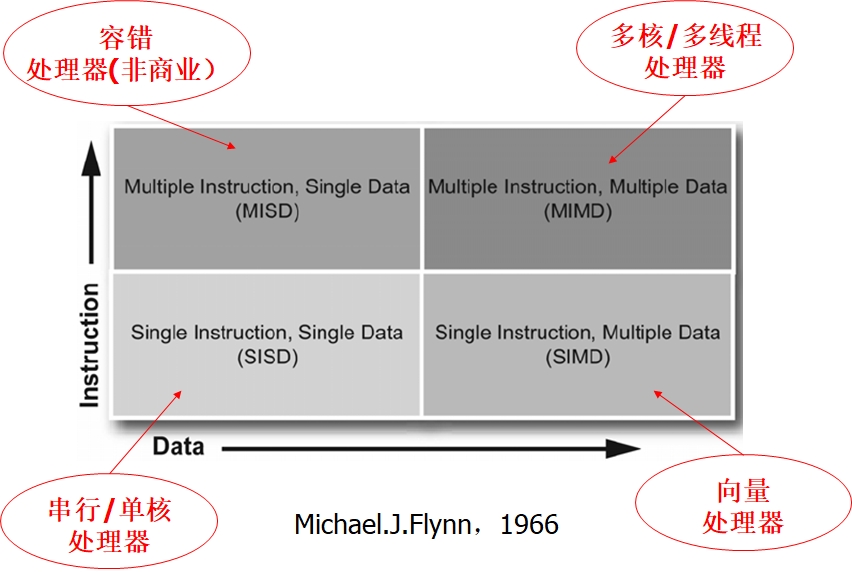 容错
处理器(非商业）
多核/多线程
处理器
Multiple Instruction, Single Data
(MISD)
Multiple Instruction, Multiple Data
(MIMD)
Single Instruction, Single Data
(SISD)
Single Instruction, Multiple Data
(SIMD)
Instruction
Data
串行/单核
处理器
向量
处理器
Michael.J.Flynn，1966